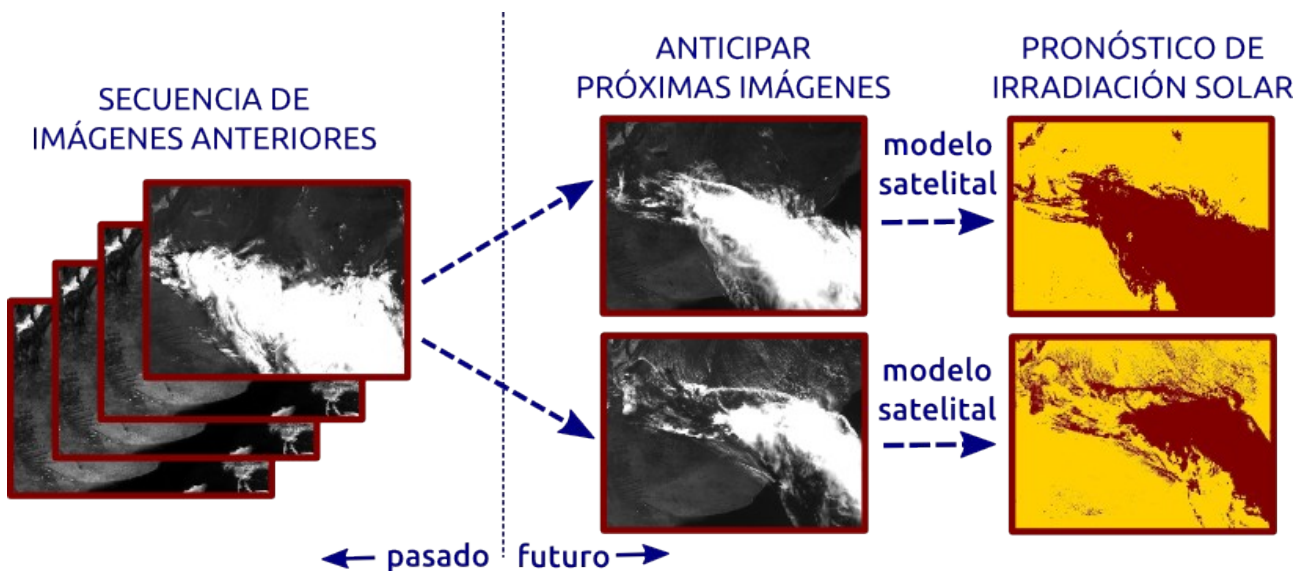 SECUENCIA DE
IMÁGENES ANTERIORES
ANTICIPAR
PRÓXIMAS IMÁGENES
PRONÓSTICO DE
IRRADIACIÓN SOLAR
modelo
satelital
modelo
satelital
pasado
futuro